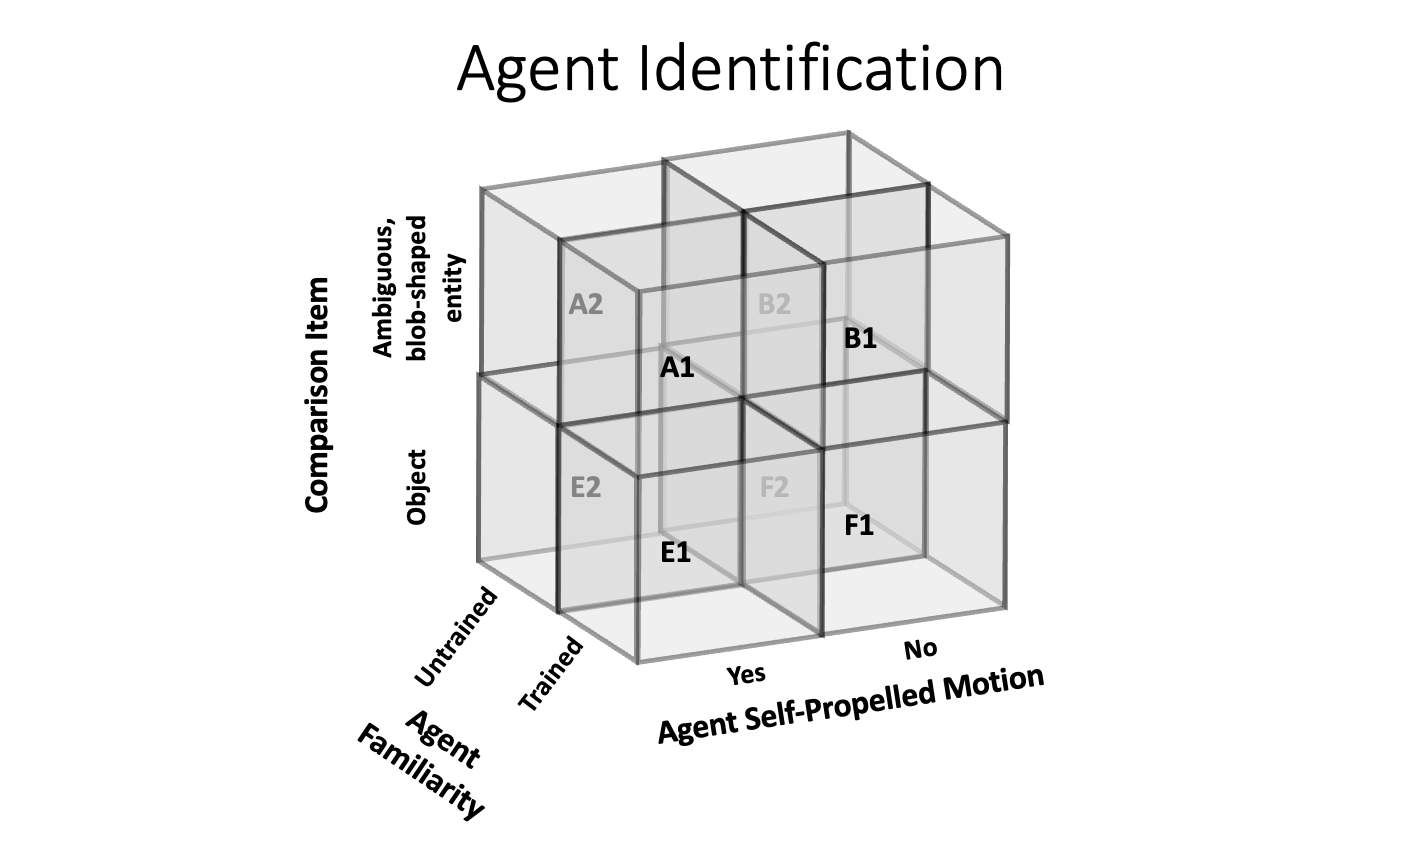 Agent Identification
Comparison Item
Ambiguous,
blob-shaped
entity
Object
A2
B2
A1
B1
E2
F2
E1
F1
Untrained
Trained
Agent
Familiarity
Yes
No
Agent Self-Propelled Motion